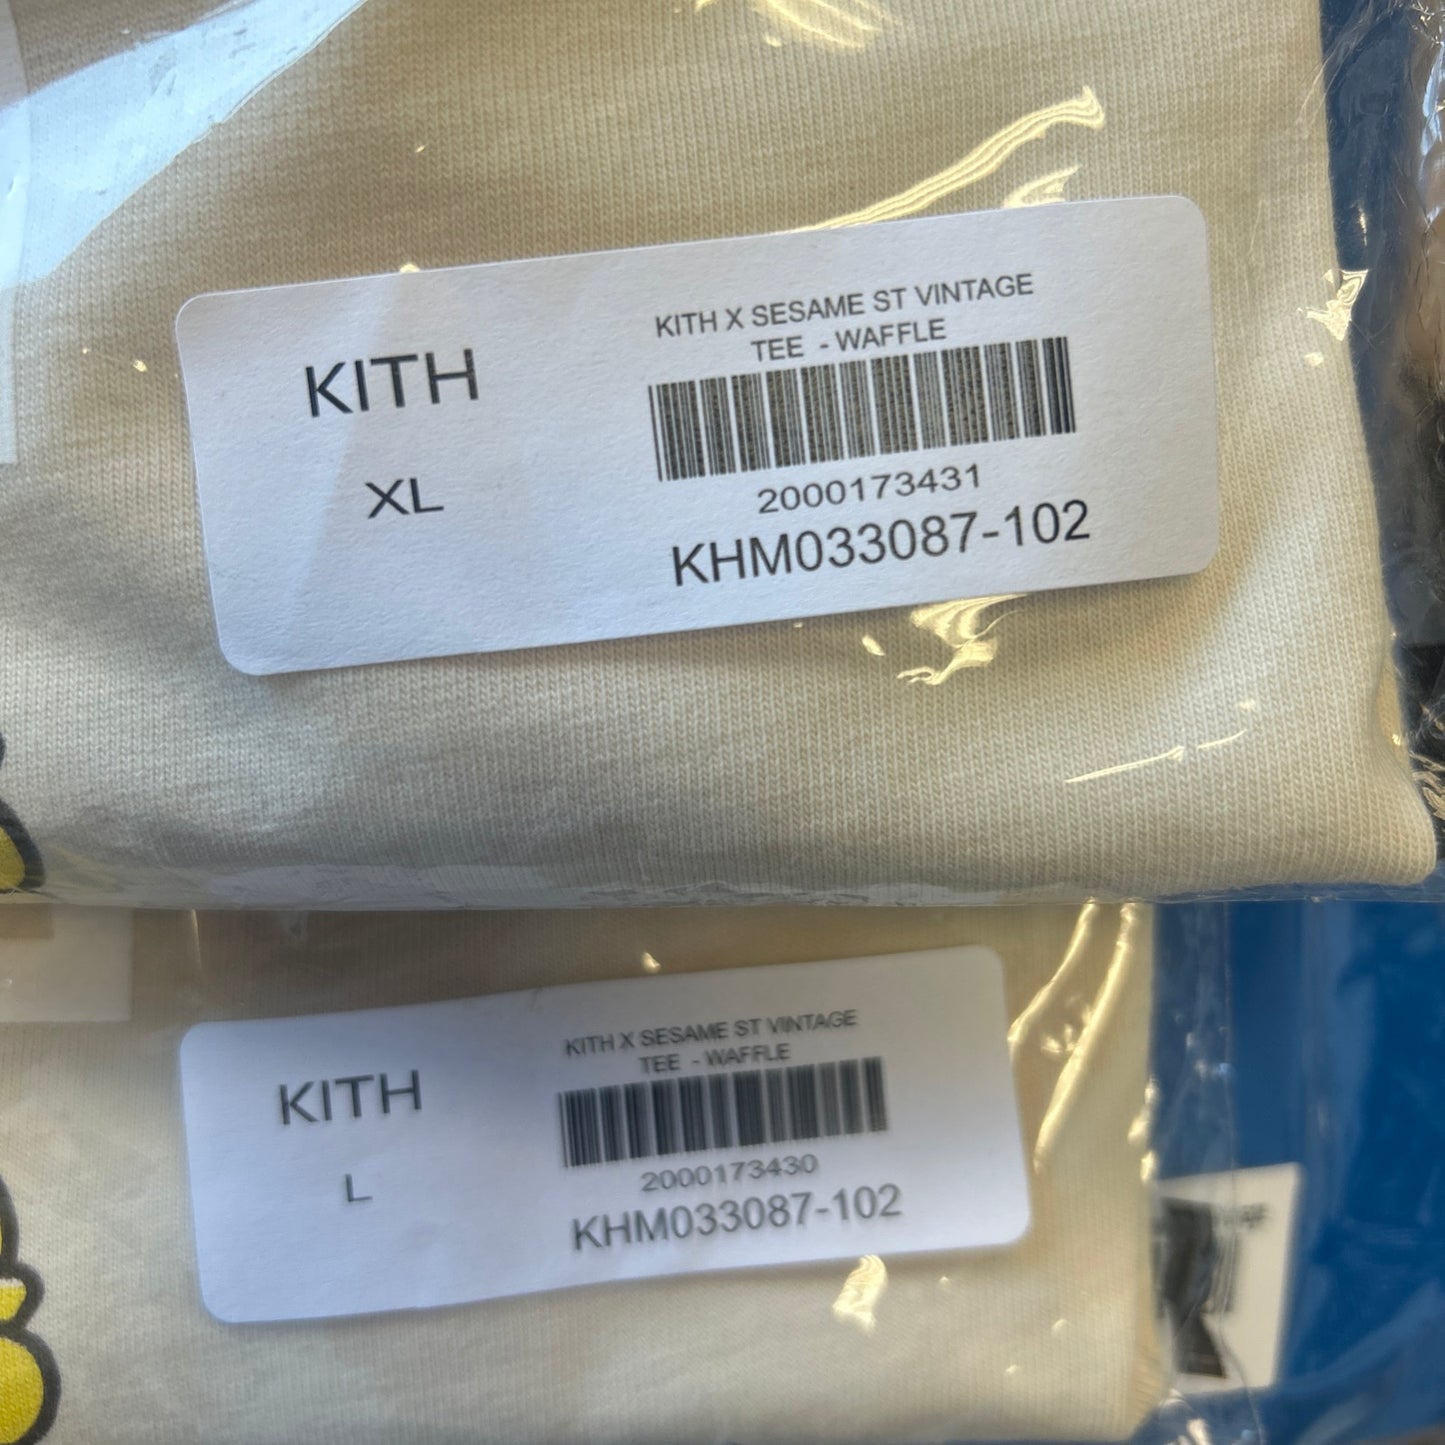 KITH
XL
KITH X SESAME ST VINTAGE
TEE - WAFFLE
2000173431
KHM033087-102
KITH
L
KITH X SESAME ST VINTAGE
TEE - WAFFLE
2000173430
KHM033087-102